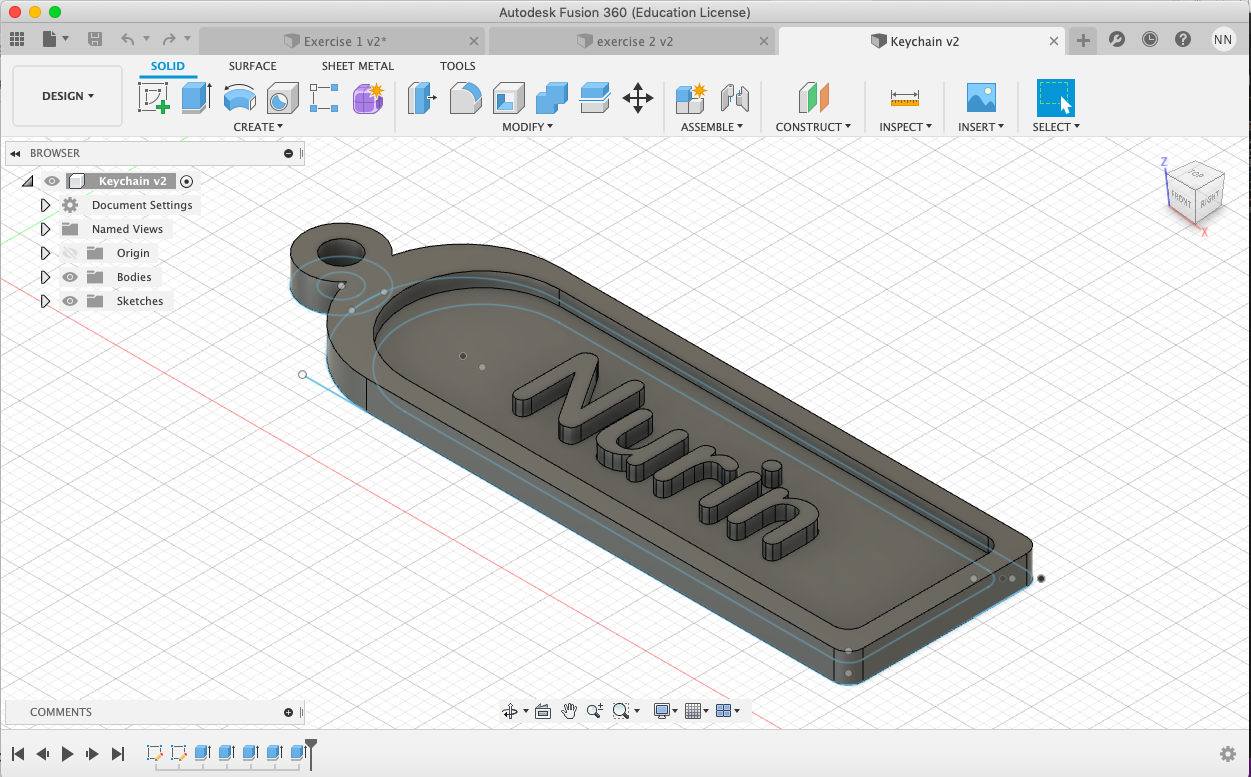 Autodesk Fusion 360 (Education License)
Exercise 1 v2*
exercise 2 v2
Keychain v2
NN
SOLID
SURFACE
SHEET METAL
TOOLS
DESIGN
CREATE
MODIFY
ASSEMBLE
CONSTRUCT
INSPECT
INSERT
SELECT
BROWSER
Keychain v2
Document Settings
Named Views
Origin
Bodies
Sketches
Z
TOP
FRONT
RIGHT
X
Nurin
COMMENTS